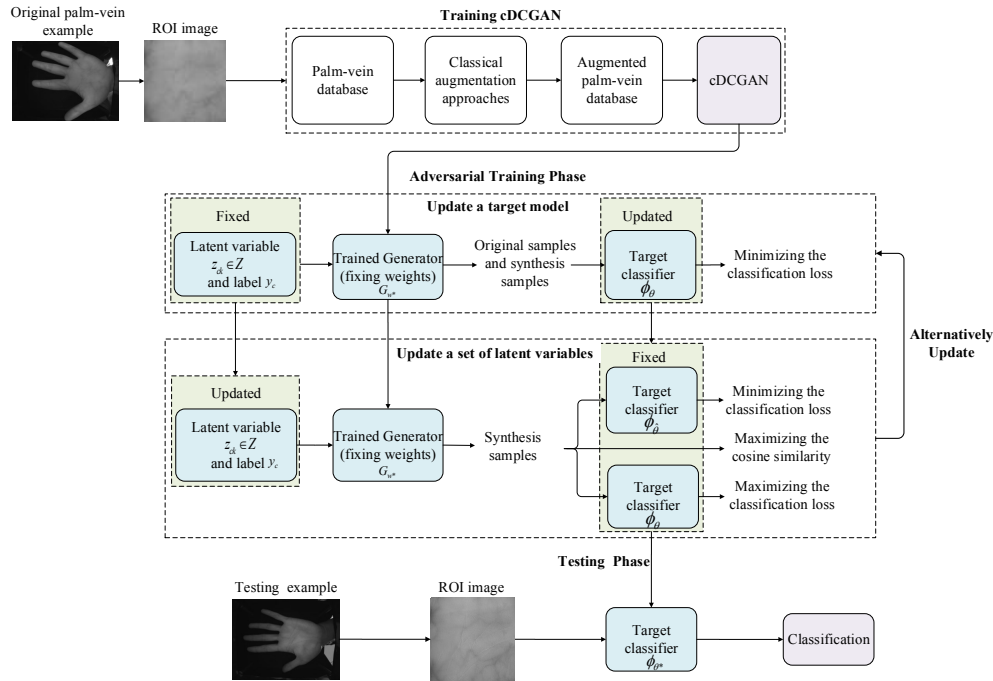 Original palm-vein
example
ROI image
Training cDCGAN
Palm-vein
database
Classical
augmentation
approaches
Augmented
palm-vein
database
cDCGAN
Adversarial Training Phase
Update a target model
Fixed
Latent variable
z_ck ∈ Z
and label y_c
Trained Generator
(fixing weights)
G_w*
Original samples
and synthesis
samples
Updated
Target
classifier
ϕ_θ
Minimizing the
classification loss
Alternatively
Update
Update a set of latent variables
Updated
Latent variable
z_ck ∈ Z
and label y_c
Trained Generator
(fixing weights)
G_w*
Synthesis
samples
Fixed
Target
classifier
ϕ_θ̂
Minimizing the
classification loss
Maximizing the
cosine similarity
Target
classifier
ϕ_θ
Maximizing the
classification loss
Testing Phase
Testing example
ROI image
Target
classifier
ϕ_θ*
Classification